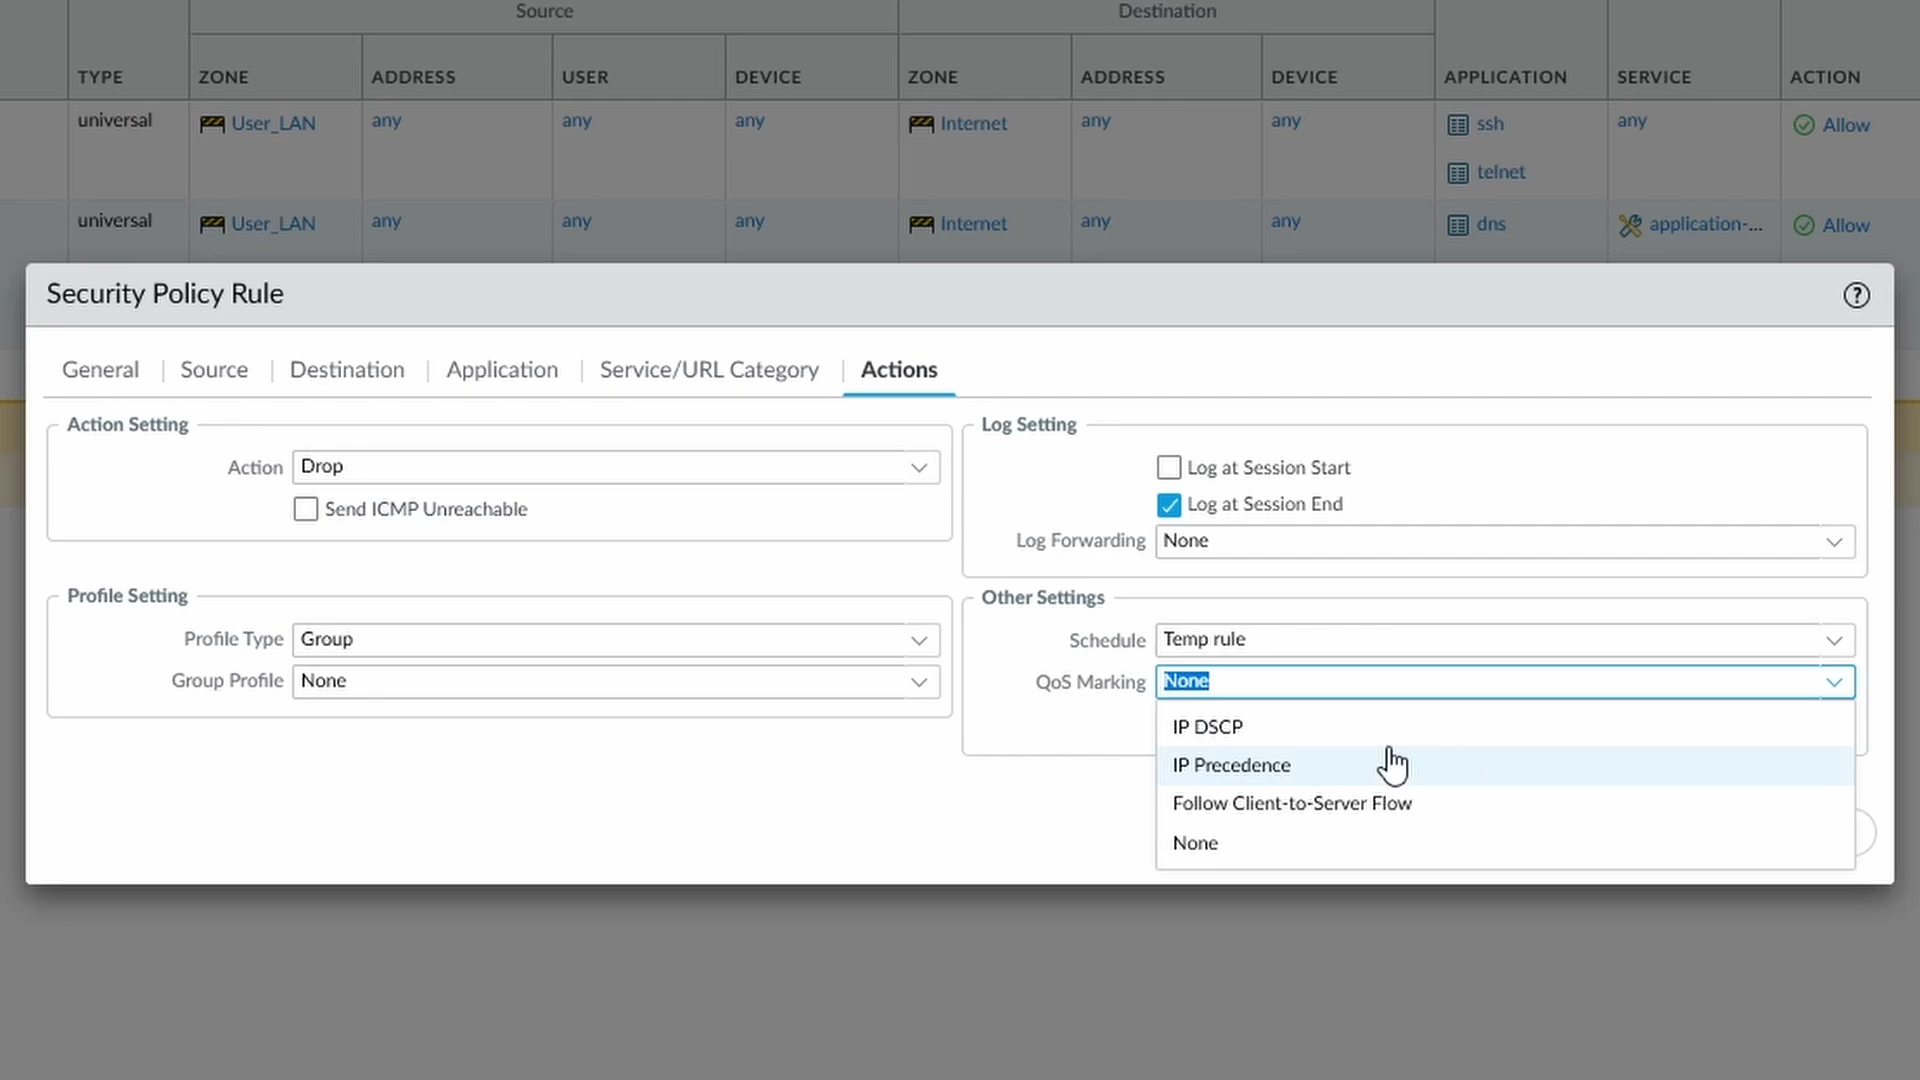 Source Destination
TYPE ZONE ADDRESS USER DEVICE ZONE ADDRESS DEVICE APPLICATION SERVICE ACTION
universal User_LAN any any any Internet any any ssh any Allow
telnet
universal User_LAN any any any Internet any any dns application-... Allow
Security Policy Rule
General Source Destination Application Service/URL Category Actions
Action Setting
Action Drop
Send ICMP Unreachable
Log Setting
Log at Session Start
Log at Session End
Log Forwarding None
Profile Setting
Profile Type Group
Group Profile None
Other Settings
Schedule Temp rule
QoS Marking None
IP DSCP
IP Precedence
Follow Client-to-Server Flow
None